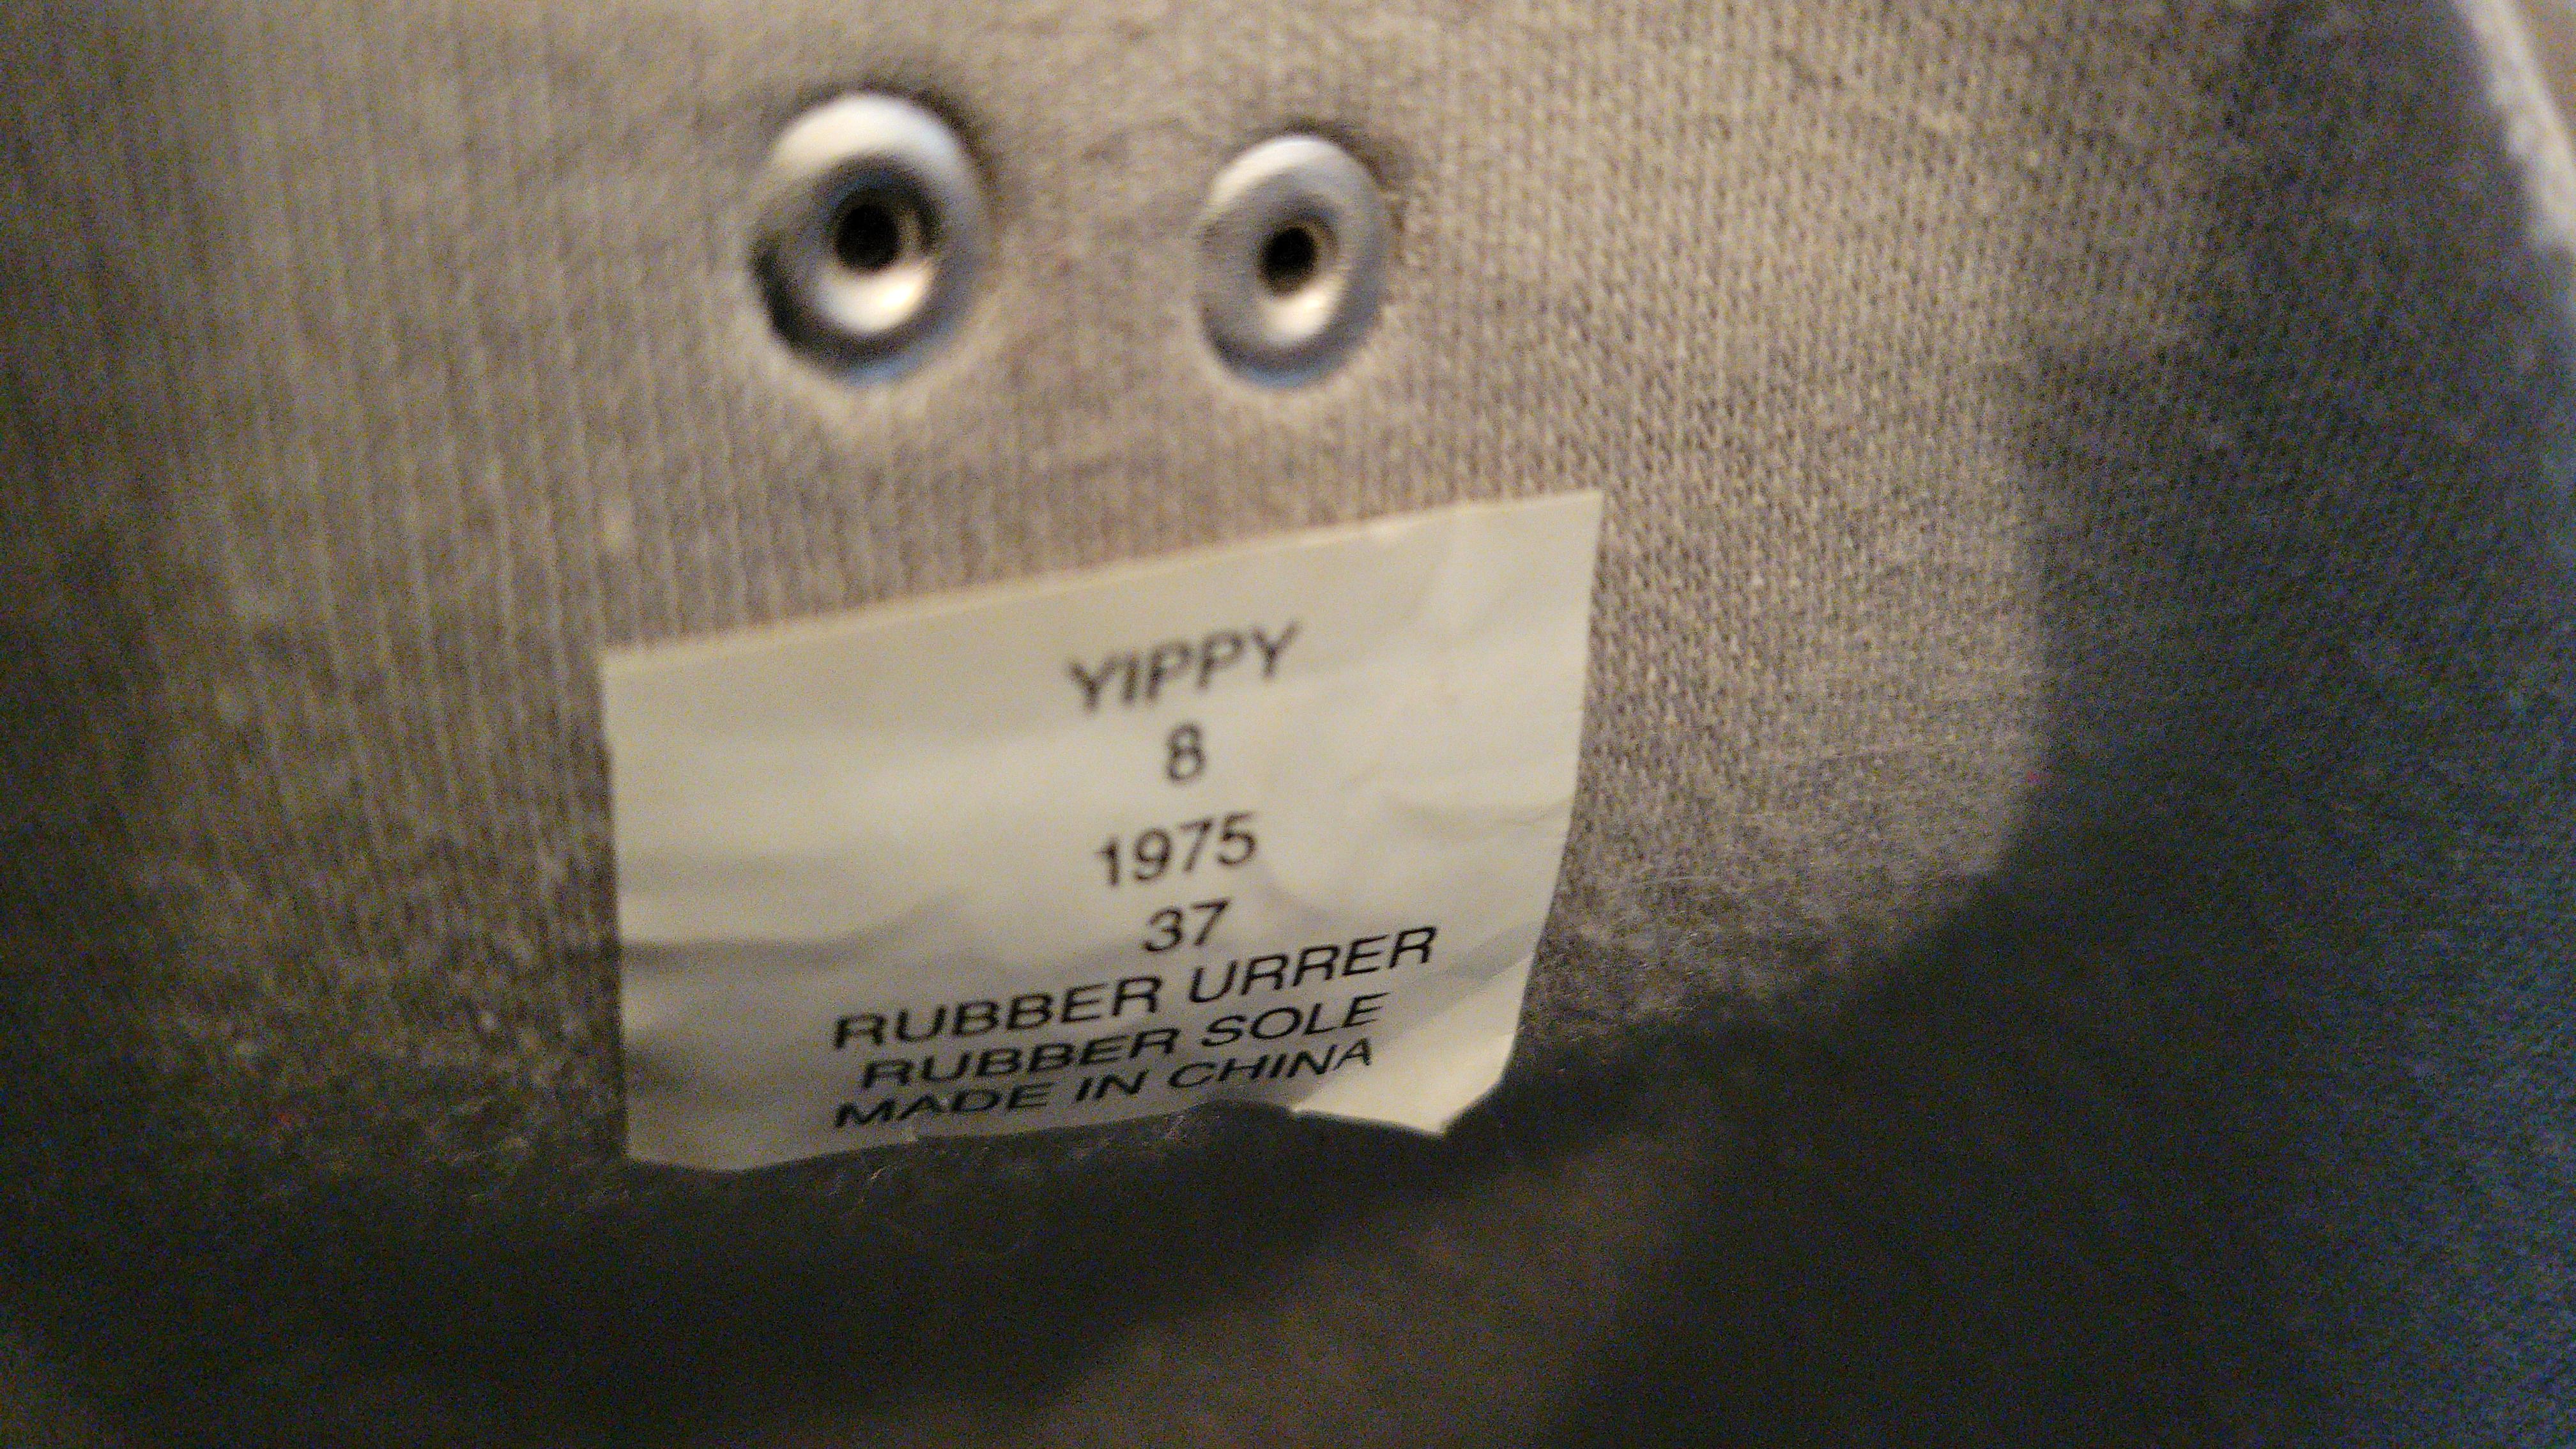 YIPPY
8
1975
37
RUBBER URRER
RUBBER SOLE
MADE IN CHINA